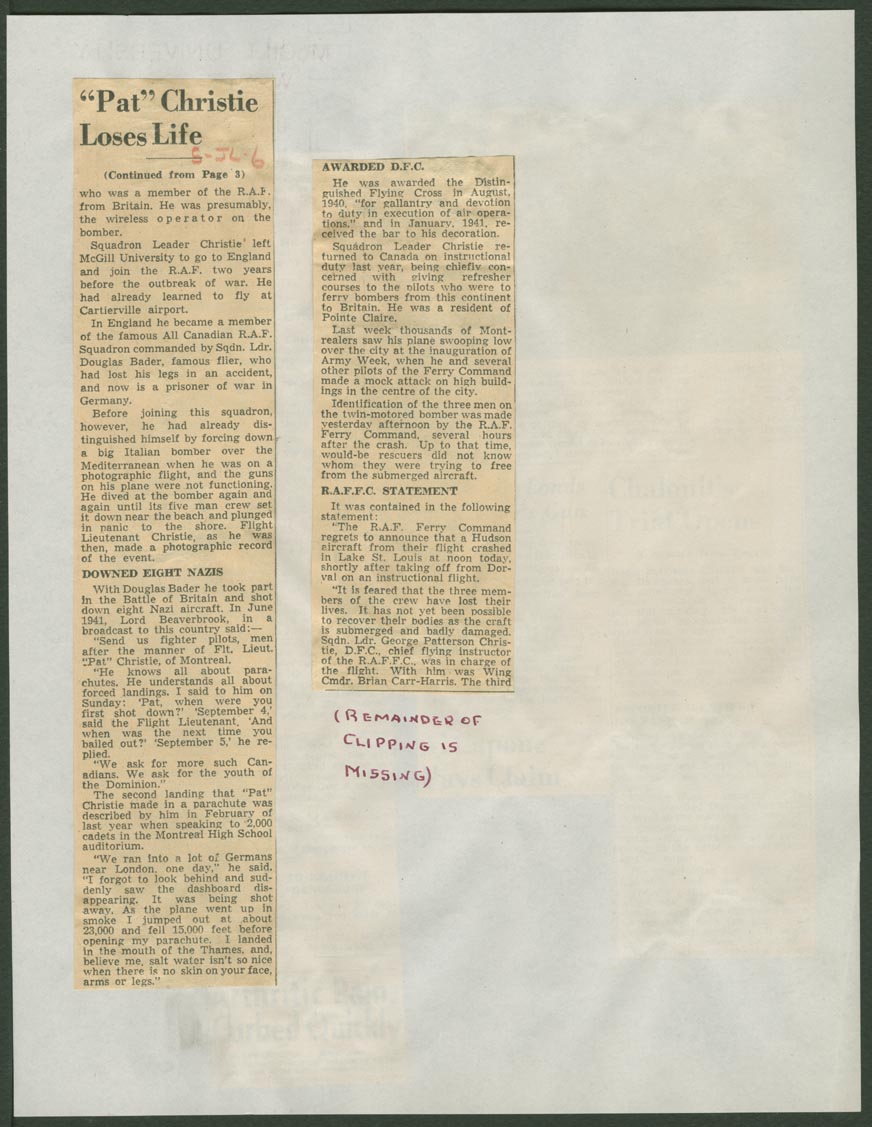 "Pat" Christie
Loses Life
5-JL-6
(Continued from Page 3)
who was a member of the R.A.F.
from Britain. He was presumably,
the wireless operator on the
bomber.
Squadron Leader Christie left
McGill University to go to England
and join the R.A.F. two years
before the outbreak of war. He
had already learned to fly at
Cartierville airport.
In England he became a member
of the famous All Canadian R.A.F.
Squadron commanded by Sqdn. Ldr.
Douglas Bader, famous flier, who
had lost his legs in an accident,
and now is a prisoner of war in
Germany.
Before joining this squadron,
however, he had already dis-
tinguished himself by forcing down
a big Italian bomber over the
Mediterranean when he was on a
photographic flight, and the guns
on his plane were not functioning.
He dived at the bomber again and
again until its five man crew set
it down near the beach and plunged
in panic to the shore. Flight
Lieutenant Christie, as he was
then, made a photographic record
of the event.
DOWNED EIGHT NAZIS
With Douglas Bader he took part
in the Battle of Britain and shot
down eight Nazi aircraft. In June
1941, Lord Beaverbrook, in a
broadcast to this country said:—
"Send us fighter pilots, men
after the manner of Flt. Lieut.
"Pat" Christie, of Montreal.
"He knows all about para-
chutes. He understands all about
forced landings. I said to him on
Sunday: 'Pat, when were you
first shot down?' 'September 4,'
said the Flight Lieutenant, 'And
when was the next time you
bailed out?' 'September 5,' he re-
plied.
"We ask for more such Can-
adians. We ask for the youth of
the Dominion."
The second landing that "Pat"
Christie made in a parachute was
described by him in February of
last year when speaking to 2,000
cadets in the Montreal High School
auditorium.
"We ran into a lot of Germans
near London, one day," he said.
"I forgot to look behind and sud-
denly saw the dashboard dis-
appearing. It was being shot
away. As the plane went up in
smoke I jumped out at about
23,000 and fell 15,000 feet before
opening my parachute. I landed
in the mouth of the Thames, and,
believe me, salt water isn't so nice
when there is no skin on your face,
arms or legs."
AWARDED D.F.C.
He was awarded the Distin-
guished Flying Cross in August,
1940, "for gallantry and devotion
to duty in execution of air opera-
tions," and in January, 1941, re-
ceived the bar to his decoration.
Squadron Leader Christie re-
turned to Canada on instructional
duty last year, being chiefly con-
cerned with giving refresher
courses to the pilots who were to
ferry bombers from this continent
to Britain. He was a resident of
Pointe Claire.
Last week thousands of Mont-
realers saw his plane swooping low
over the city at the inauguration of
Army Week, when he and several
other pilots of the Ferry Command
made a mock attack on high build-
ings in the centre of the city.
Identification of the three men on
the twin-motored bomber was made
yesterday afternoon by the R.A.F.
Ferry Command, several hours
after the crash. Up to that time,
would-be rescuers did not know
whom they were trying to free
from the submerged aircraft.
R.A.F.F.C. STATEMENT
It was contained in the following
statement:
"The R.A.F. Ferry Command
regrets to announce that a Hudson
aircraft from their flight crashed
in Lake St. Louis at noon today,
shortly after taking off from Dor-
val on an instructional flight.
"It is feared that the three mem-
bers of the crew have lost their
lives. It has not yet been possible
to recover their bodies as the craft
is submerged and badly damaged.
Sqdn. Ldr. George Patterson Chris-
tie, D.F.C., chief flying instructor
of the R.A.F.F.C., was in charge of
the flight. With him was Wing
Cmdr. Brian Carr-Harris. The third
(REMAINDER OF
CLIPPING IS
MISSING)